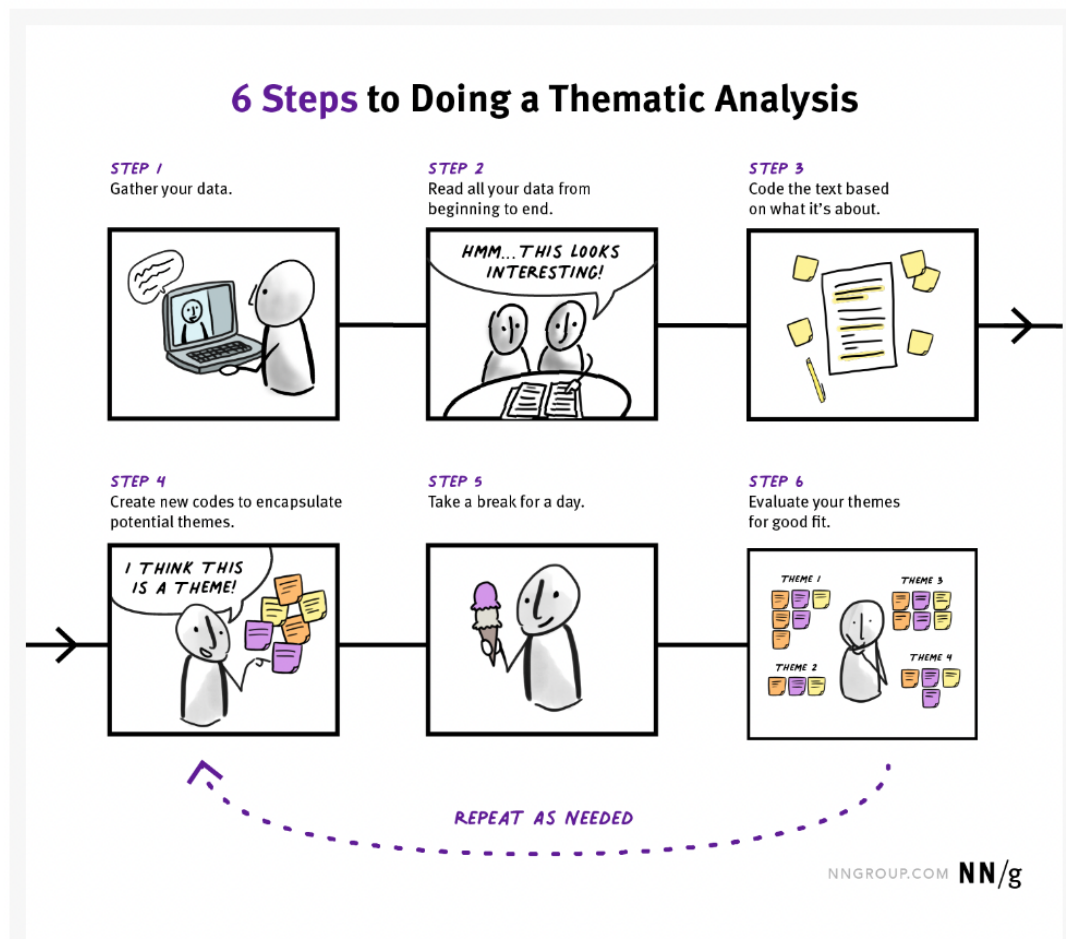 6 Steps to Doing a Thematic Analysis
STEP 1
Gather your data.
STEP 2
Read all your data from
beginning to end.
HMM... THIS LOOKS
INTERESTING!
STEP 3
Code the text based
on what it's about.
STEP 4
Create new codes to encapsulate
potential themes.
I THINK THIS
IS A THEME!
STEP 5
Take a break for a day.
STEP 6
Evaluate your themes
for good fit.
THEME 1
THEME 3
THEME 2
THEME 4
REPEAT AS NEEDED
NNGROUP.COM NN/g